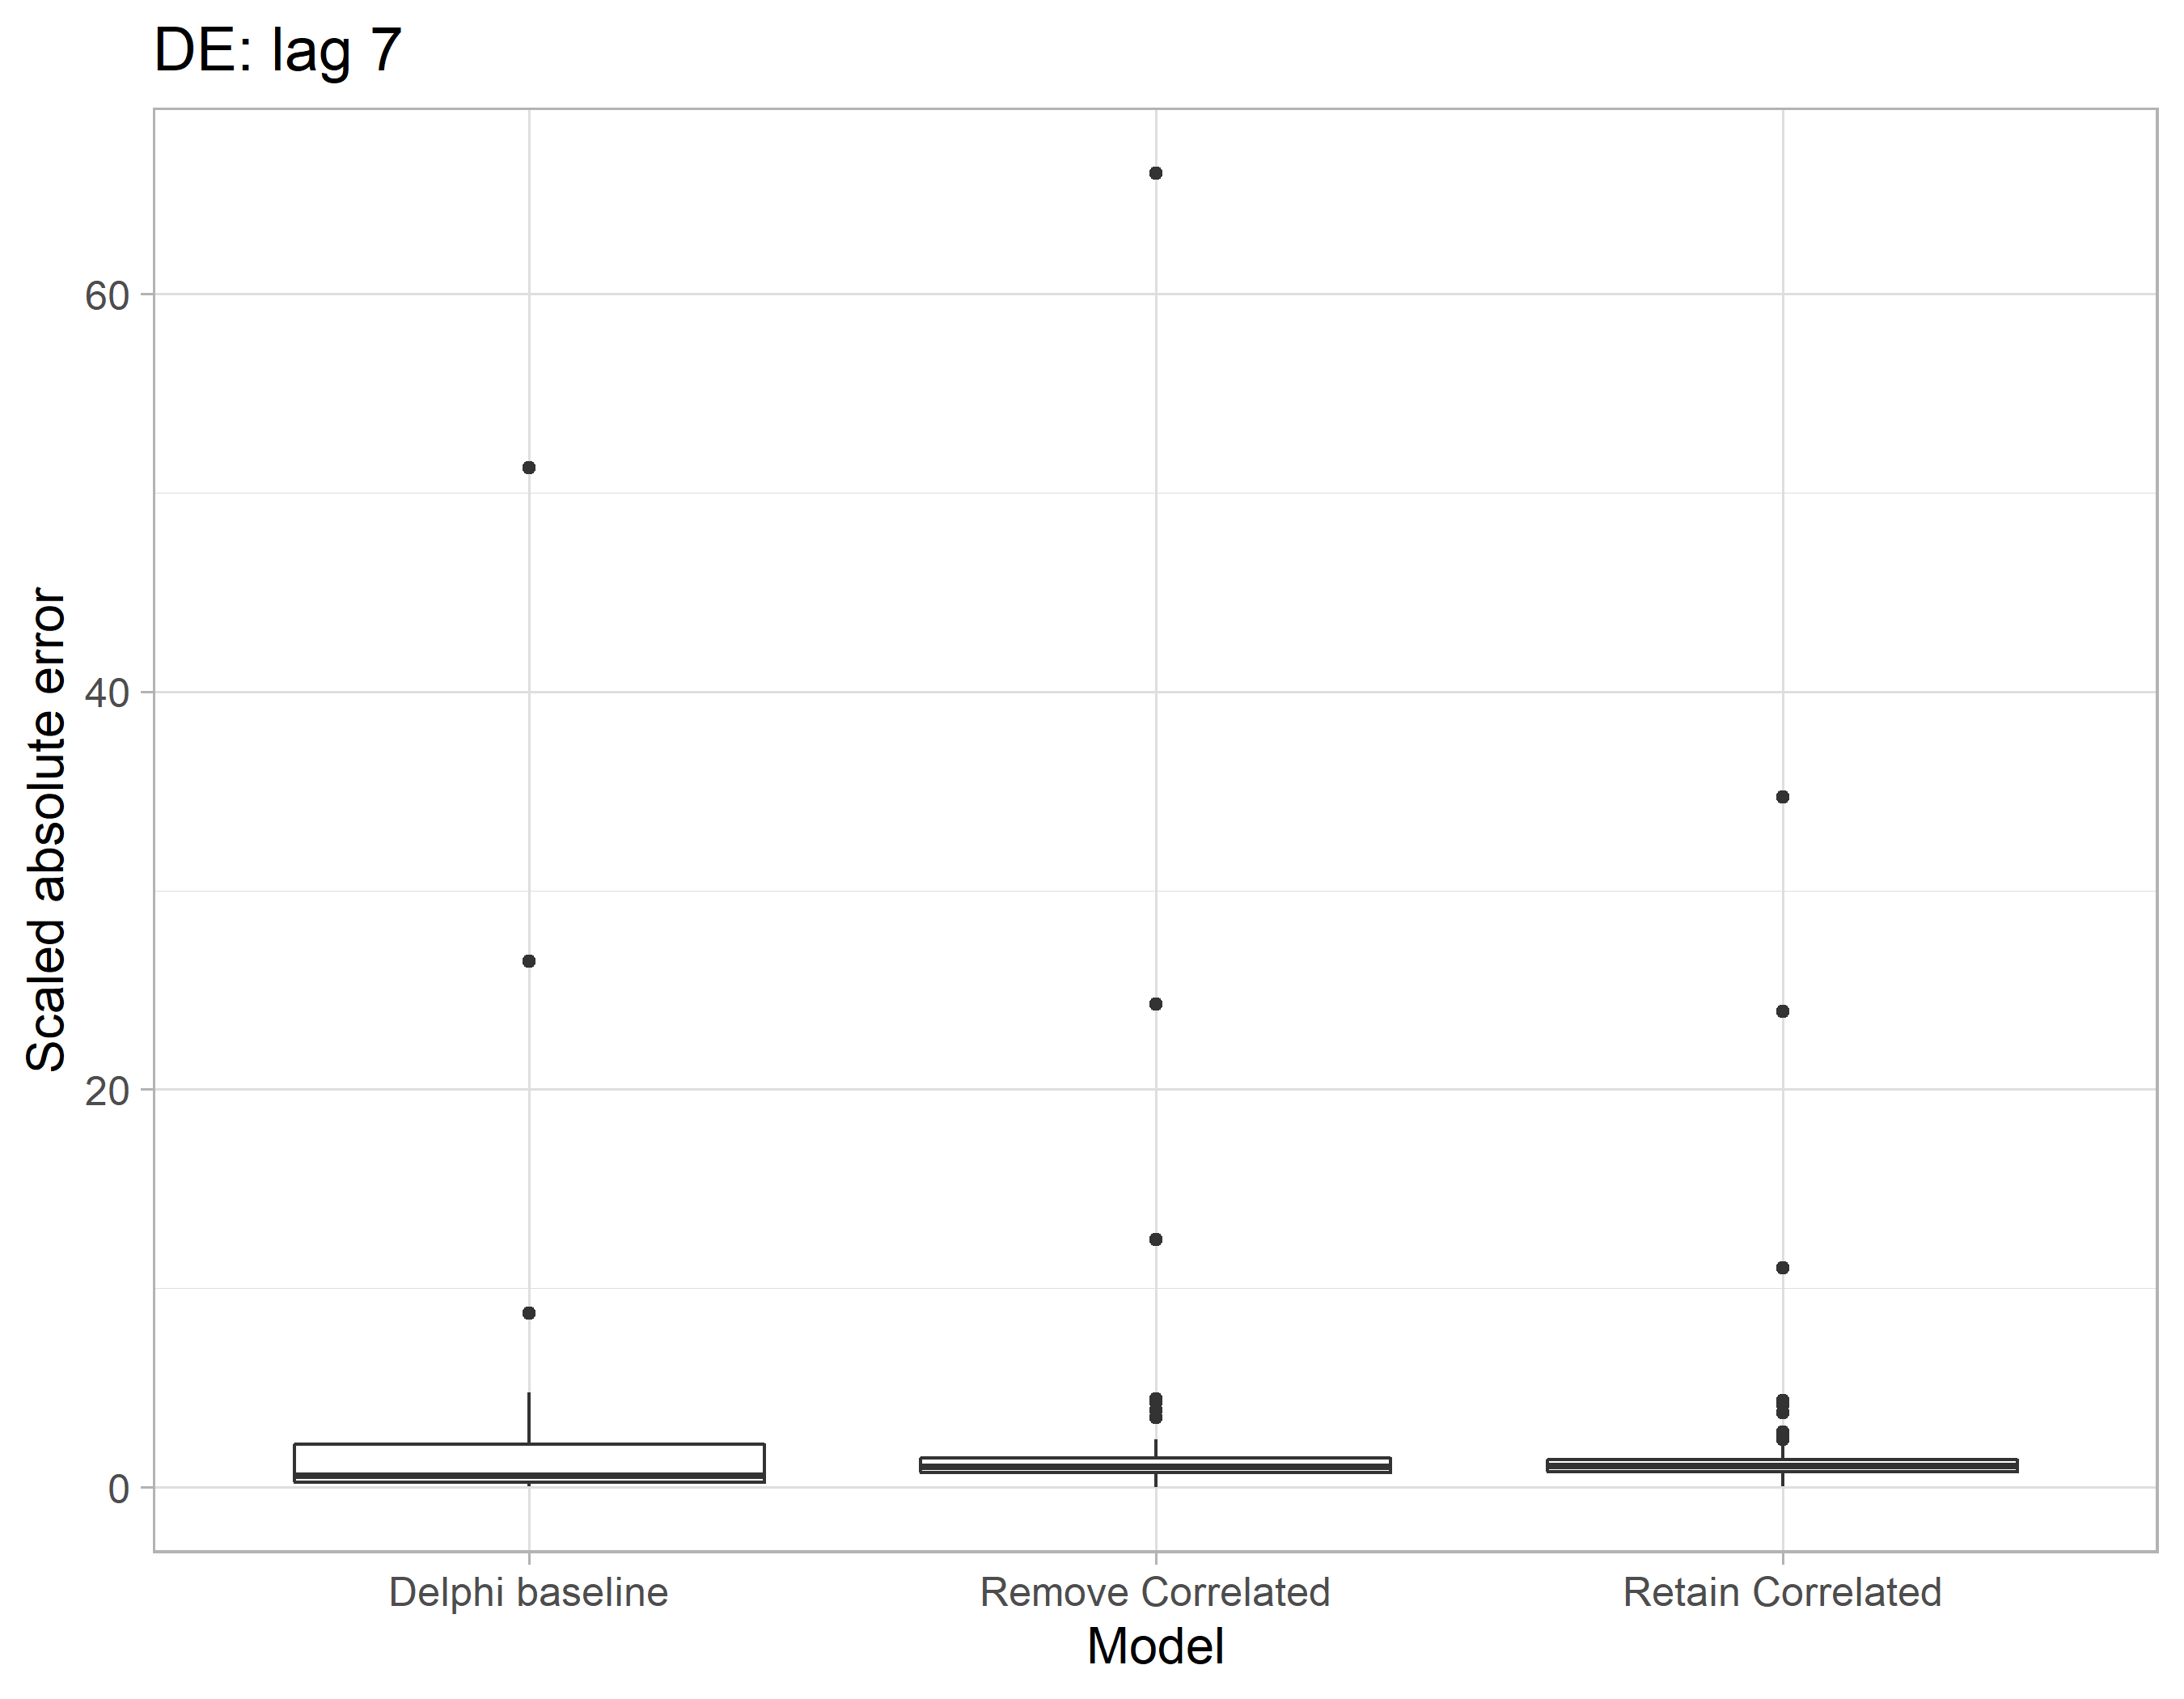 DE: lag 7
Scaled absolute error
60
40
20
0
Delphi baseline
Remove Correlated
Retain Correlated
Model